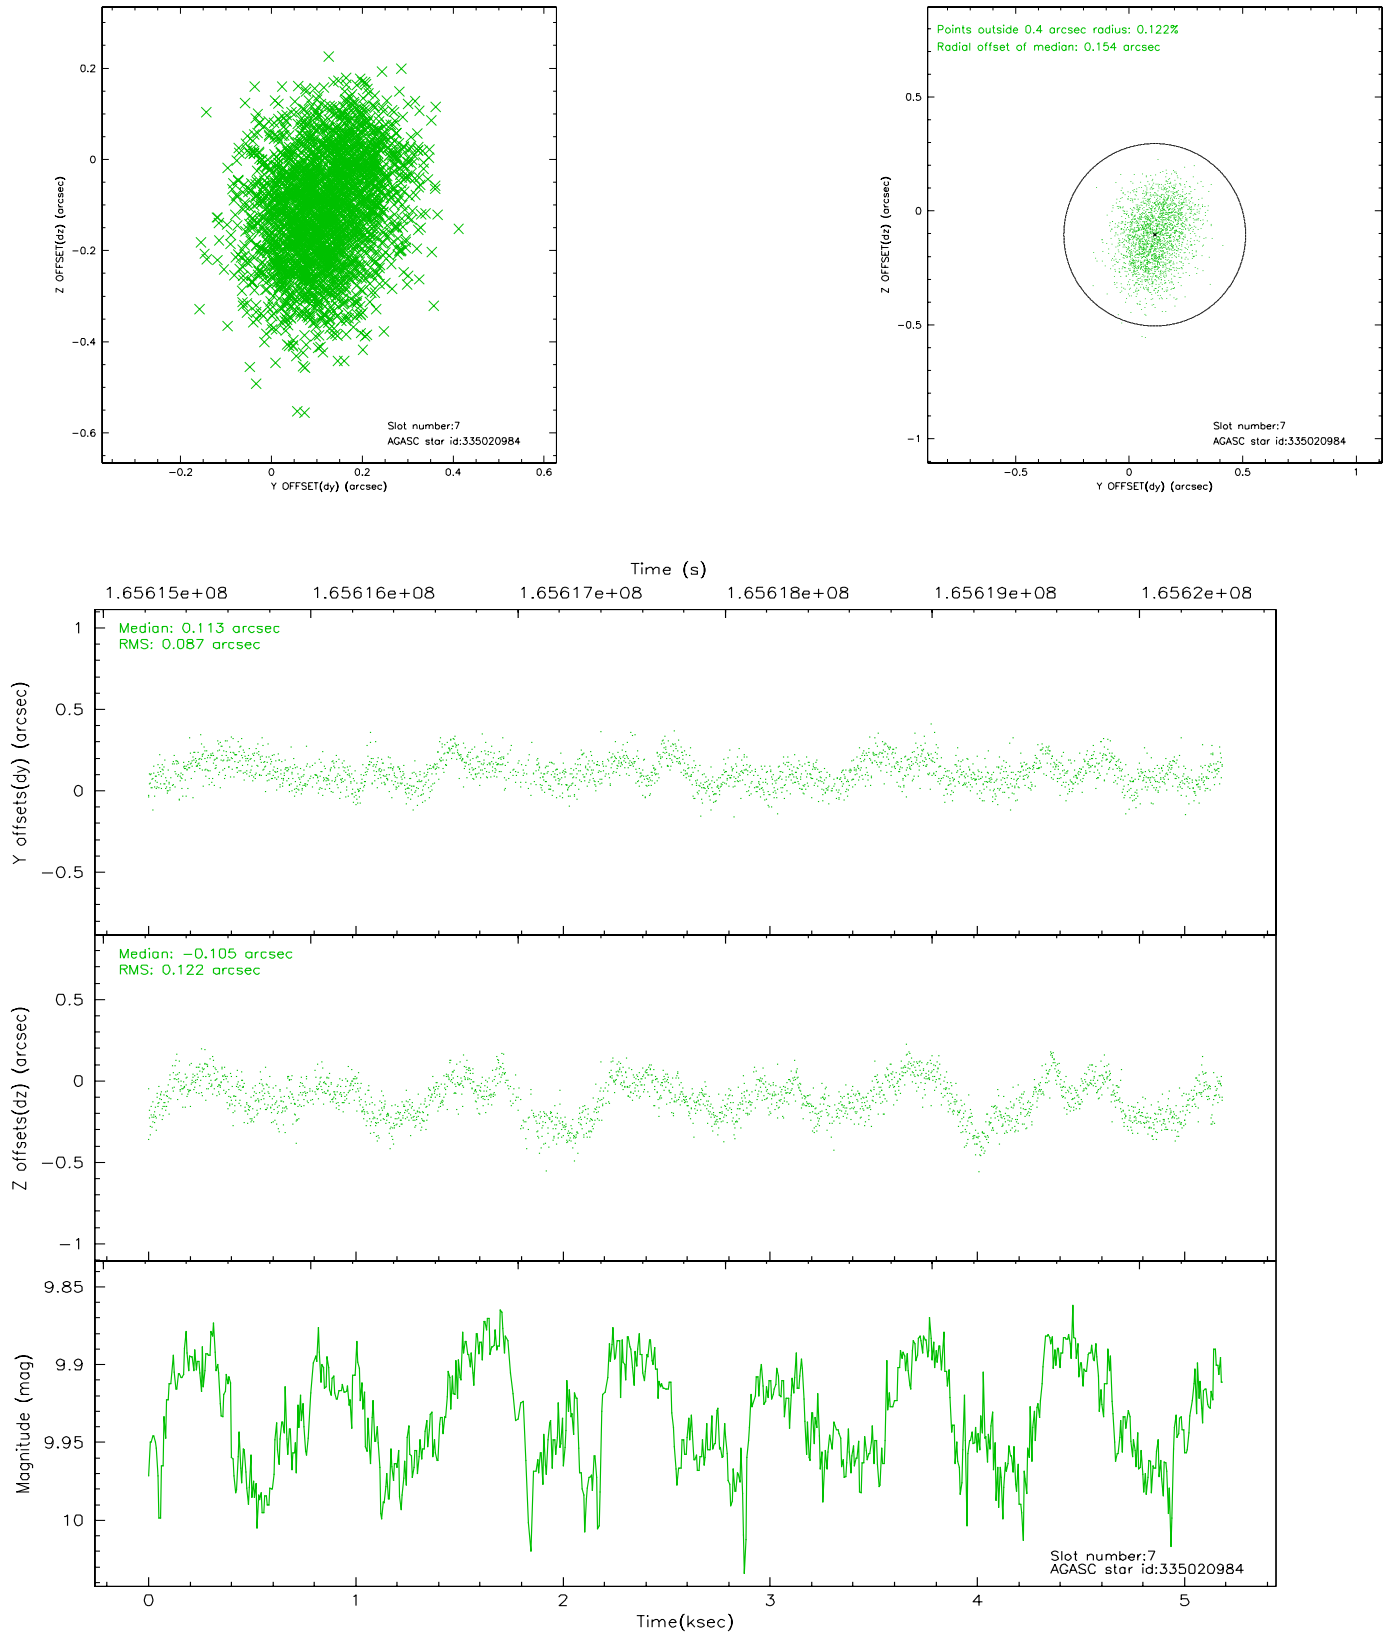 0.2
0
−0.2
−0.4
−0.6
Z OFFSET(dz) (arcsec)
Slot number:7
AGASC star id:335020984
−0.2 0 0.2 0.4 0.6
Y OFFSET(dy) (arcsec)
Points outside 0.4 arcsec radius: 0.122%
Radial offset of median: 0.154 arcsec
0.5
0
−0.5
−1
Z OFFSET(dz) (arcsec)
Slot number:7
AGASC star id:335020984
−0.5 0 0.5 1
Y OFFSET(dy) (arcsec)
Time (s)
1.65615e+08 1.65616e+08 1.65617e+08 1.65618e+08 1.65619e+08 1.6562e+08
Median: 0.113 arcsec
RMS: 0.087 arcsec
1
0.5
0
−0.5
Y offsets(dy) (arcsec)
Median: −0.105 arcsec
RMS: 0.122 arcsec
0.5
0
−0.5
−1
Z offsets(dz) (arcsec)
9.85
9.9
9.95
10
Magnitude (mag)
Slot number:7
AGASC star id:335020984
0 1 2 3 4 5
Time(ksec)